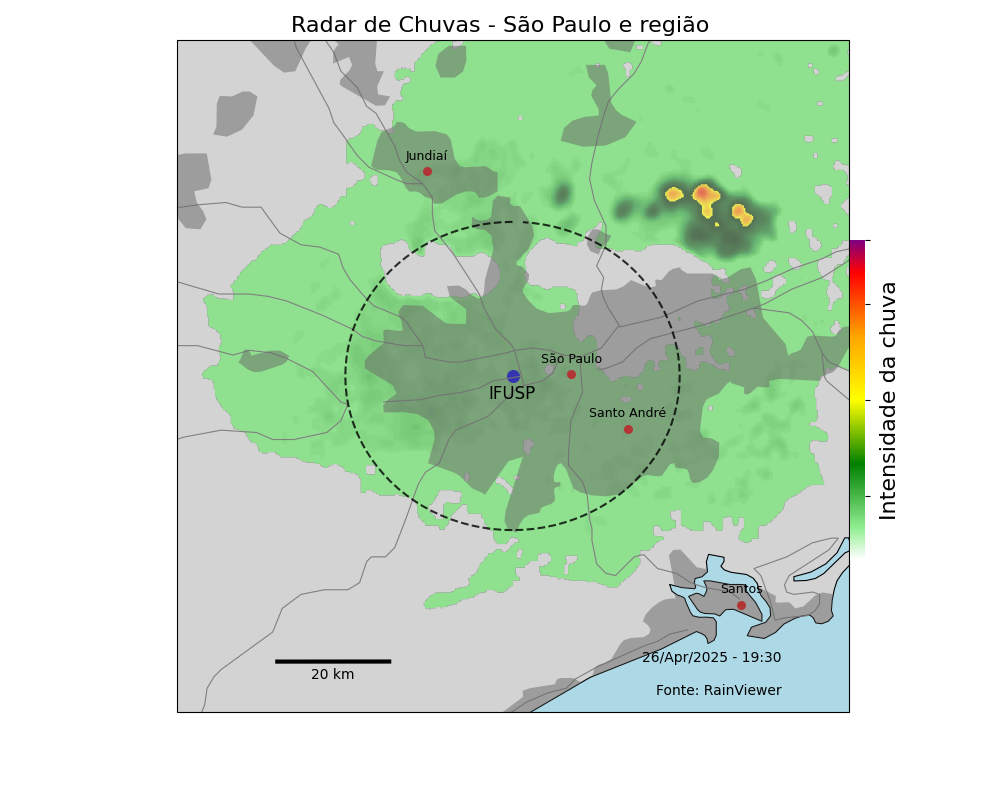 Radar de Chuvas - São Paulo e região
Jundiaí
São Paulo
IFUSP
Santo André
Intensidade da chuva
Santos
26/Apr/2025 - 19:30
20 km
Fonte: RainViewer